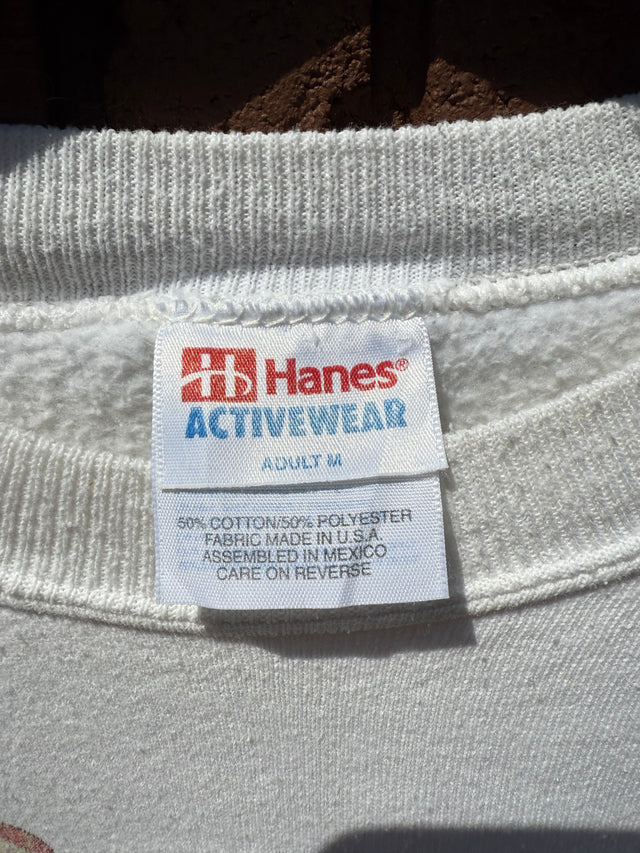 H Hanes®
ACTIVEWEAR
ADULT M
50% COTTON/50% POLYESTER
FABRIC MADE IN U.S.A.
ASSEMBLED IN MEXICO
CARE ON REVERSE